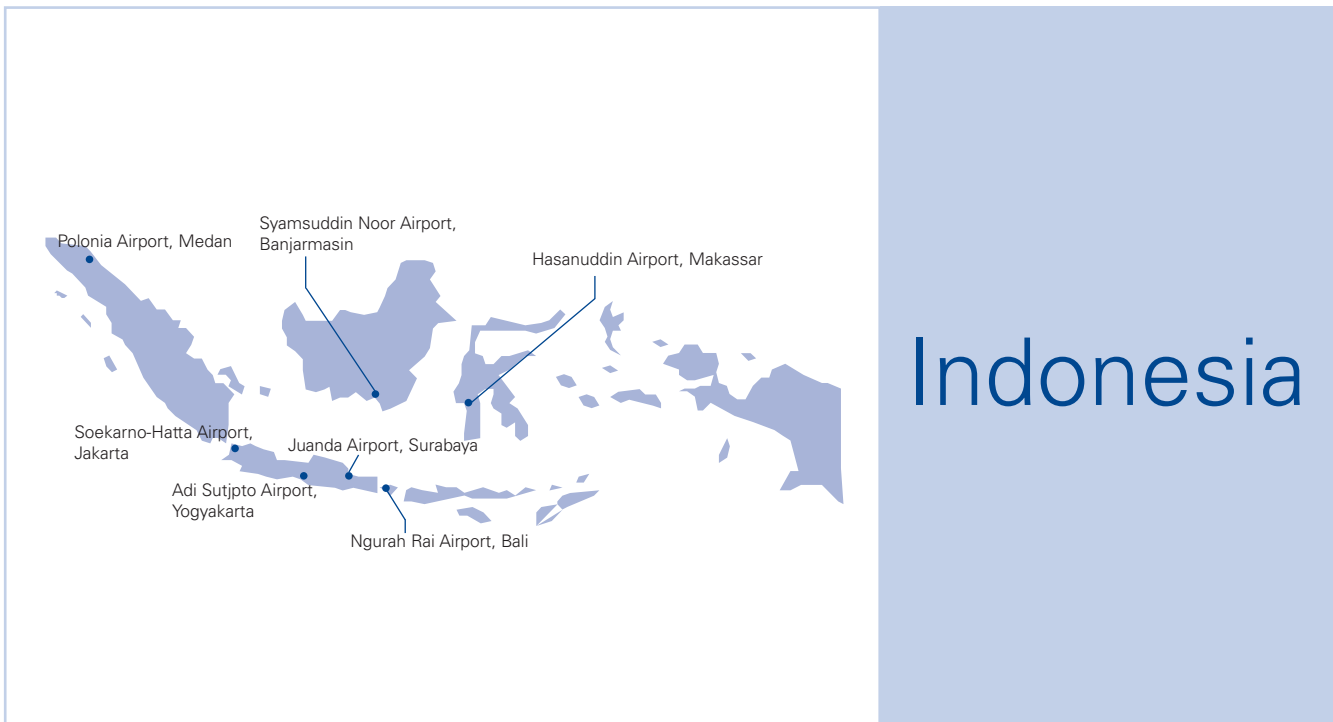 Polonia Airport, Medan
Syamsuddin Noor Airport,
Banjarmasin
Hasanuddin Airport, Makassar
Indonesia
Soekarno-Hatta Airport,
Jakarta
Juanda Airport, Surabaya
Adi Sutjpto Airport,
Yogyakarta
Ngurah Rai Airport, Bali